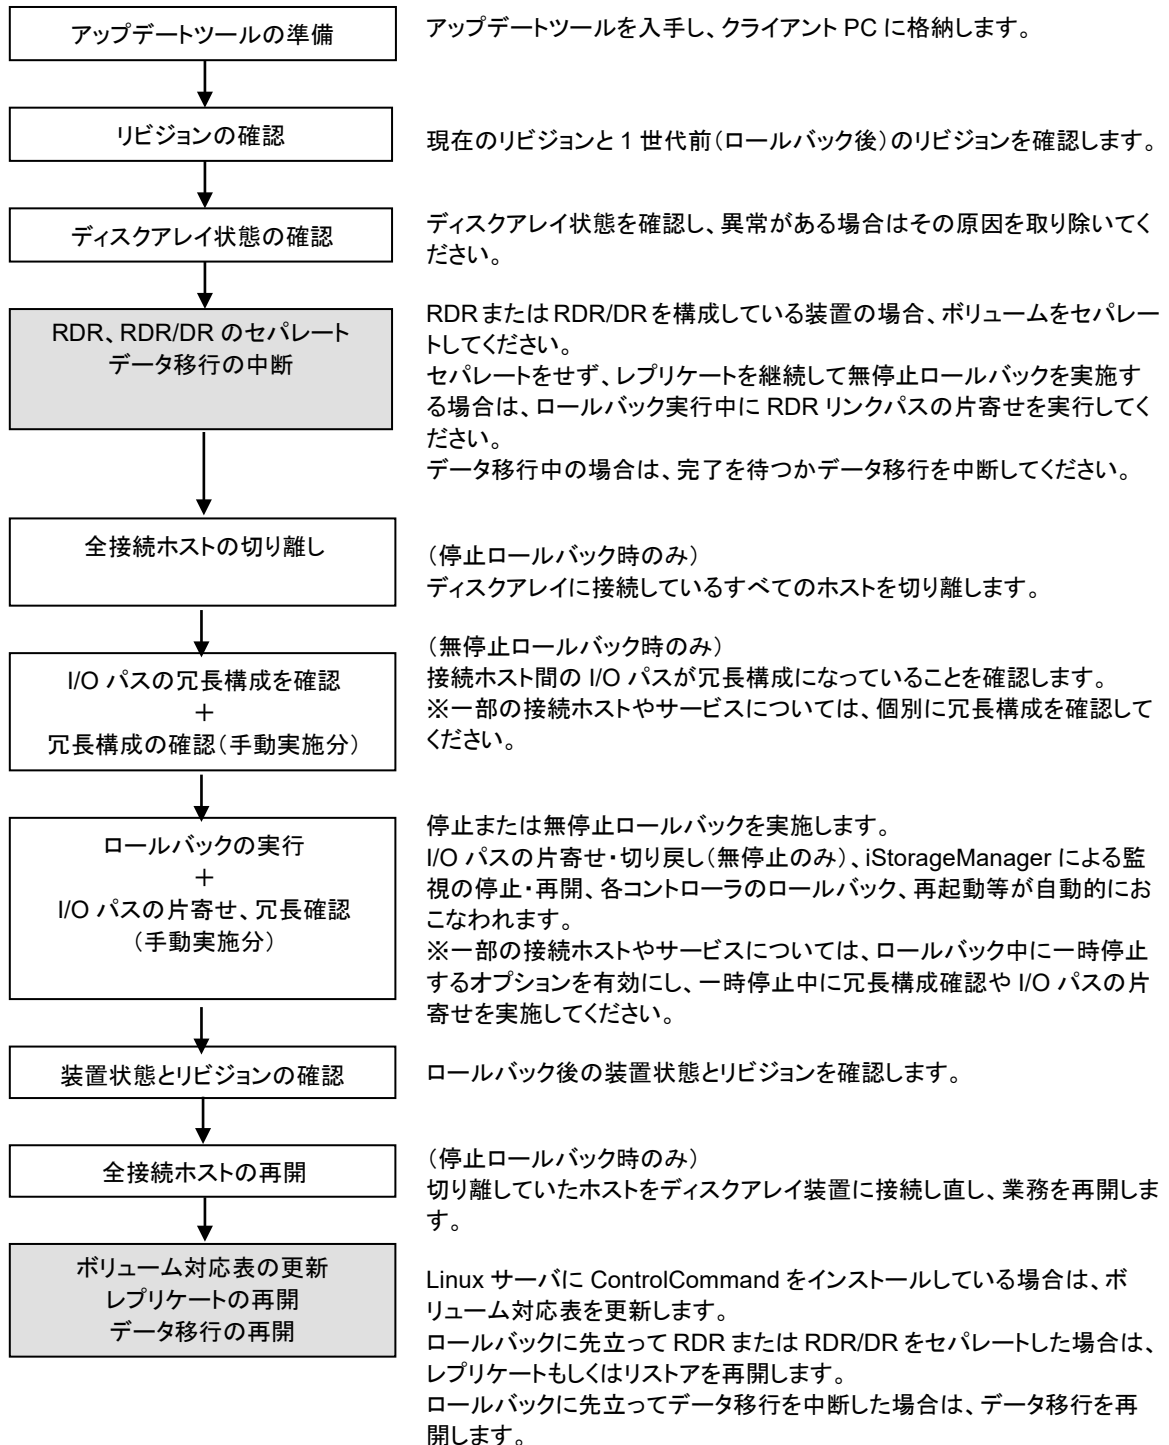 アップデートツールの準備
アップデートツールを入手し、クライアント PC に格納します。
リビジョンの確認
現在のリビジョンと 1 世代前(ロールバック後)のリビジョンを確認します。
ディスクアレイ状態の確認
ディスクアレイ状態を確認し、異常がある場合はその原因を取り除いてく
ださい。
RDR、RDR/DR のセパレート
データ移行の中断
RDR または RDR/DR を構成している装置の場合、ボリュームをセパレー
トしてください。
セパレートをせず、レプリケートを継続して無停止ロールバックを実施す
る場合は、ロールバック実行中に RDR リンクパスの片寄せを実行してく
ださい。
データ移行中の場合は、完了を待つかデータ移行を中断してください。
全接続ホストの切り離し
(停止ロールバック時のみ)
ディスクアレイに接続しているすべてのホストを切り離します。
I/O パスの冗長構成を確認
+
冗長構成の確認(手動実施分)
(無停止ロールバック時のみ)
接続ホスト間の I/O パスが冗長構成になっていることを確認します。
※一部の接続ホストやサービスについては、個別に冗長構成を確認して
ください。
ロールバックの実行
+
I/O パスの片寄せ、冗長確認
(手動実施分)
停止または無停止ロールバックを実施します。
I/O パスの片寄せ・切り戻し(無停止のみ)、iStorageManager による監
視の停止・再開、各コントローラのロールバック、再起動等が自動的にお
こなわれます。
※一部の接続ホストやサービスについては、ロールバック中に一時停止
するオプションを有効にし、一時停止中に冗長構成確認や I/O パスの片
寄せを実施してください。
装置状態とリビジョンの確認
ロールバック後の装置状態とリビジョンを確認します。
全接続ホストの再開
(停止ロールバック時のみ)
切り離していたホストをディスクアレイ装置に接続し直し、業務を再開しま
す。
ボリューム対応表の更新
レプリケートの再開
データ移行の再開
Linux サーバに ControlCommand をインストールしている場合は、ボ
リューム対応表を更新します。
ロールバックに先立って RDR または RDR/DR をセパレートした場合は、
レプリケートもしくはリストアを再開します。
ロールバックに先立ってデータ移行を中断した場合は、データ移行を再
開します。